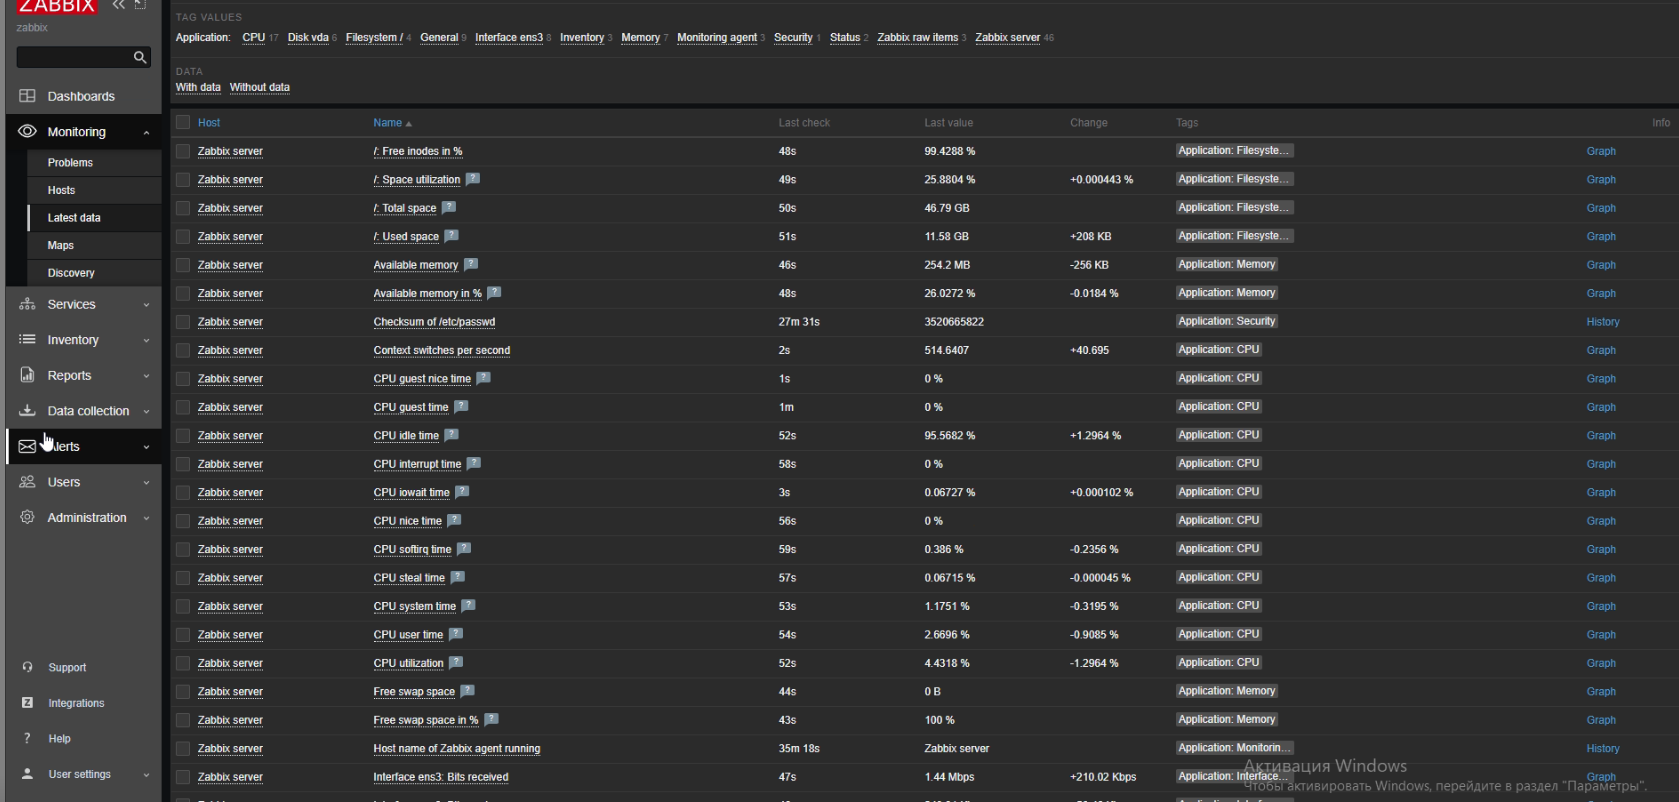 ZABBIX
zabbix
TAG VALUES
Application: CPU 17 Disk vda 6 Filesystem / 4 General 9 Interface ens3 8 Inventory 3 Memory 7 Monitoring agent 3 Security 1 Status 2 Zabbix raw items 3 Zabbix server 46
DATA
With data Without data
Dashboards
Monitoring
Problems
Hosts
Latest data
Maps
Discovery
Services
Inventory
Reports
Data collection
Alerts
Users
Administration
Support
Integrations
Help
User settings
Host Name Last check Last value Change Tags Info
Zabbix server /: Free inodes in % 48s 99.4288 % Application: Filesyste... Graph
Zabbix server /: Space utilization ? 49s 25.8804 % +0.000443 % Application: Filesyste... Graph
Zabbix server /: Total space ? 50s 46.79 GB Application: Filesyste... Graph
Zabbix server /: Used space ? 51s 11.58 GB +208 KB Application: Filesyste... Graph
Zabbix server Available memory ? 46s 254.2 MB -256 KB Application: Memory Graph
Zabbix server Available memory in % ? 48s 26.0272 % -0.0184 % Application: Memory Graph
Zabbix server Checksum of /etc/passwd 27m 31s 3520665822 Application: Security History
Zabbix server Context switches per second 2s 514.6407 +40.695 Application: CPU Graph
Zabbix server CPU guest nice time ? 1s 0 % Application: CPU Graph
Zabbix server CPU guest time ? 1m 0 % Application: CPU Graph
Zabbix server CPU idle time ? 52s 95.5682 % +1.2964 % Application: CPU Graph
Zabbix server CPU interrupt time ? 58s 0 % Application: CPU Graph
Zabbix server CPU iowait time ? 3s 0.06727 % +0.000102 % Application: CPU Graph
Zabbix server CPU nice time ? 56s 0 % Application: CPU Graph
Zabbix server CPU softirq time ? 59s 0.386 % -0.2356 % Application: CPU Graph
Zabbix server CPU steal time ? 57s 0.06715 % -0.000045 % Application: CPU Graph
Zabbix server CPU system time ? 53s 1.1751 % -0.3195 % Application: CPU Graph
Zabbix server CPU user time ? 54s 2.6696 % -0.9085 % Application: CPU Graph
Zabbix server CPU utilization ? 52s 4.4318 % -1.2964 % Application: CPU Graph
Zabbix server Free swap space ? 44s 0 B Application: Memory Graph
Zabbix server Free swap space in % ? 43s 100 % Application: Memory Graph
Zabbix server Host name of Zabbix agent running 35m 18s Zabbix server Application: Monitorin... History
Zabbix server Interface ens3: Bits received 47s 1.44 Mbps +210.02 Kbps Application: Interface... Graph
Активация Windows
Чтобы активировать Windows, перейдите в раздел "Параметры".